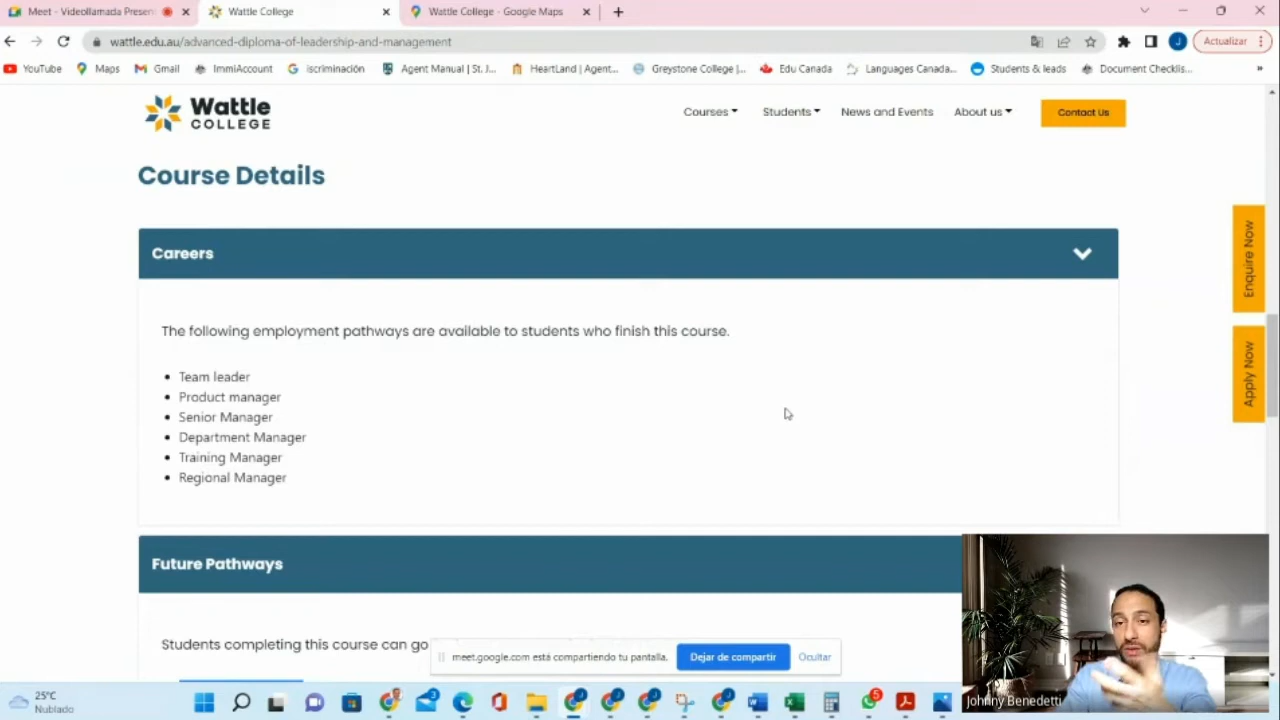 Meet - Videollamada Presen
Wattle College
Wattle College - Google Maps
wattle.edu.au/advanced-diploma-of-leadership-and-management
Actualizar
YouTube
Maps
Gmail
ImmiAccount
iscriminación
Agent Manual | St. J...
HeartLand | Agent...
Greystone College |...
Edu Canada
Languages Canada...
Students & leads
Document Checklis...
Wattle
COLLEGE
Courses
Students
News and Events
About us
Contact Us
Course Details
Enquire Now
Careers
Apply Now
The following employment pathways are available to students who finish this course.
Team leader
Product manager
Senior Manager
Department Manager
Training Manager
Regional Manager
Future Pathways
Students completing this course can go
meet.google.com está compartiendo tu pantalla.
Dejar de compartir
Ocultar
Johnny Benedetti
25°C
Nublado
5